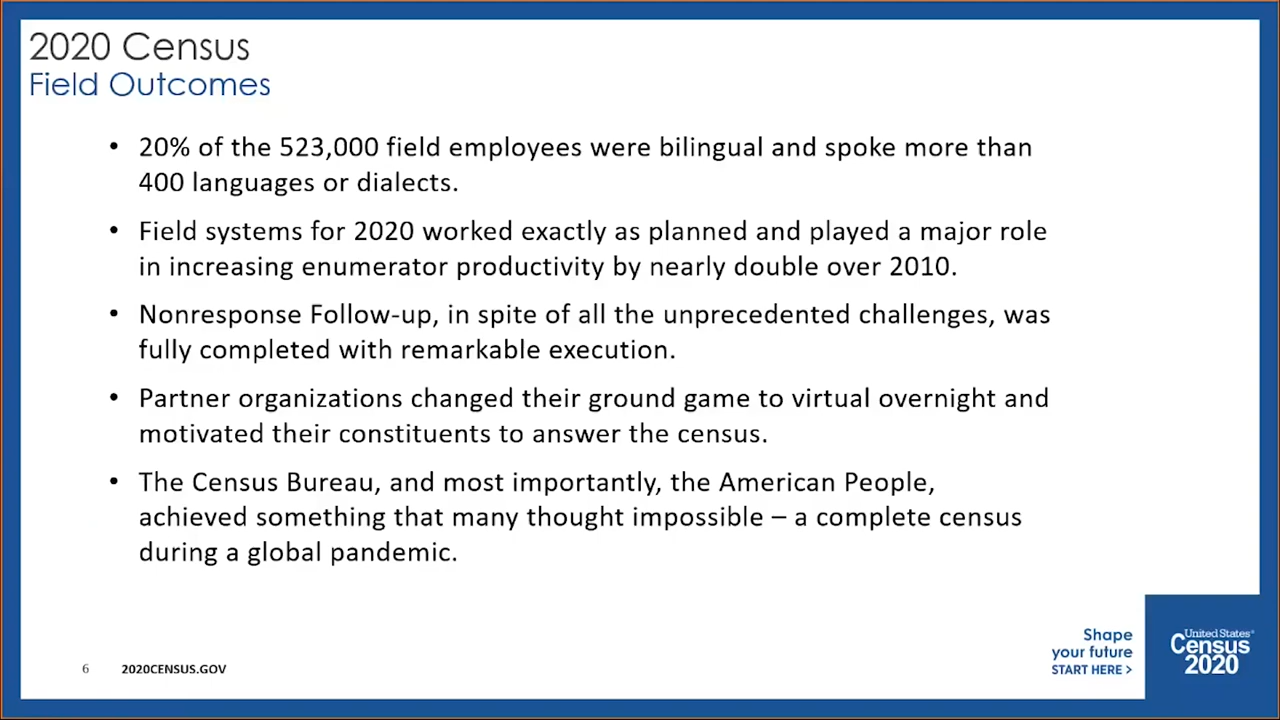 2020 Census
Field Outcomes
• 20% of the 523,000 field employees were bilingual and spoke more than
400 languages or dialects.
• Field systems for 2020 worked exactly as planned and played a major role
in increasing enumerator productivity by nearly double over 2010.
• Nonresponse Follow-up, in spite of all the unprecedented challenges, was
fully completed with remarkable execution.
• Partner organizations changed their ground game to virtual overnight and
motivated their constituents to answer the census.
• The Census Bureau, and most importantly, the American People,
achieved something that many thought impossible – a complete census
during a global pandemic.
6 2020CENSUS.GOV
Shape
your future
START HERE >
United States®
Census
2020